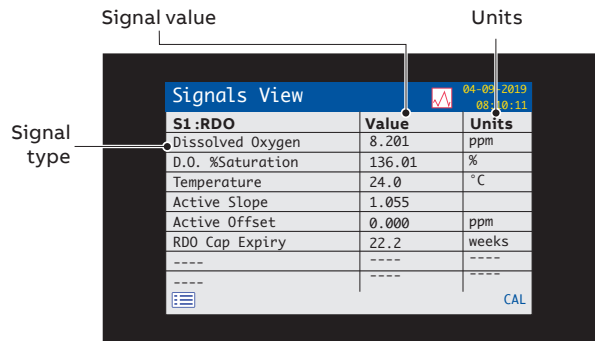 Signal value Units
Signals View 04-09-2019
08:10:11
S1:RDO Value Units
Signal type
Dissolved Oxygen 8.201 ppm
D.O. %Saturation 136.01 %
Temperature 24.0 °C
Active Slope 1.055
Active Offset 0.000 ppm
RDO Cap Expiry 22.2 weeks
---- ---- ----
---- ---- ----
CAL